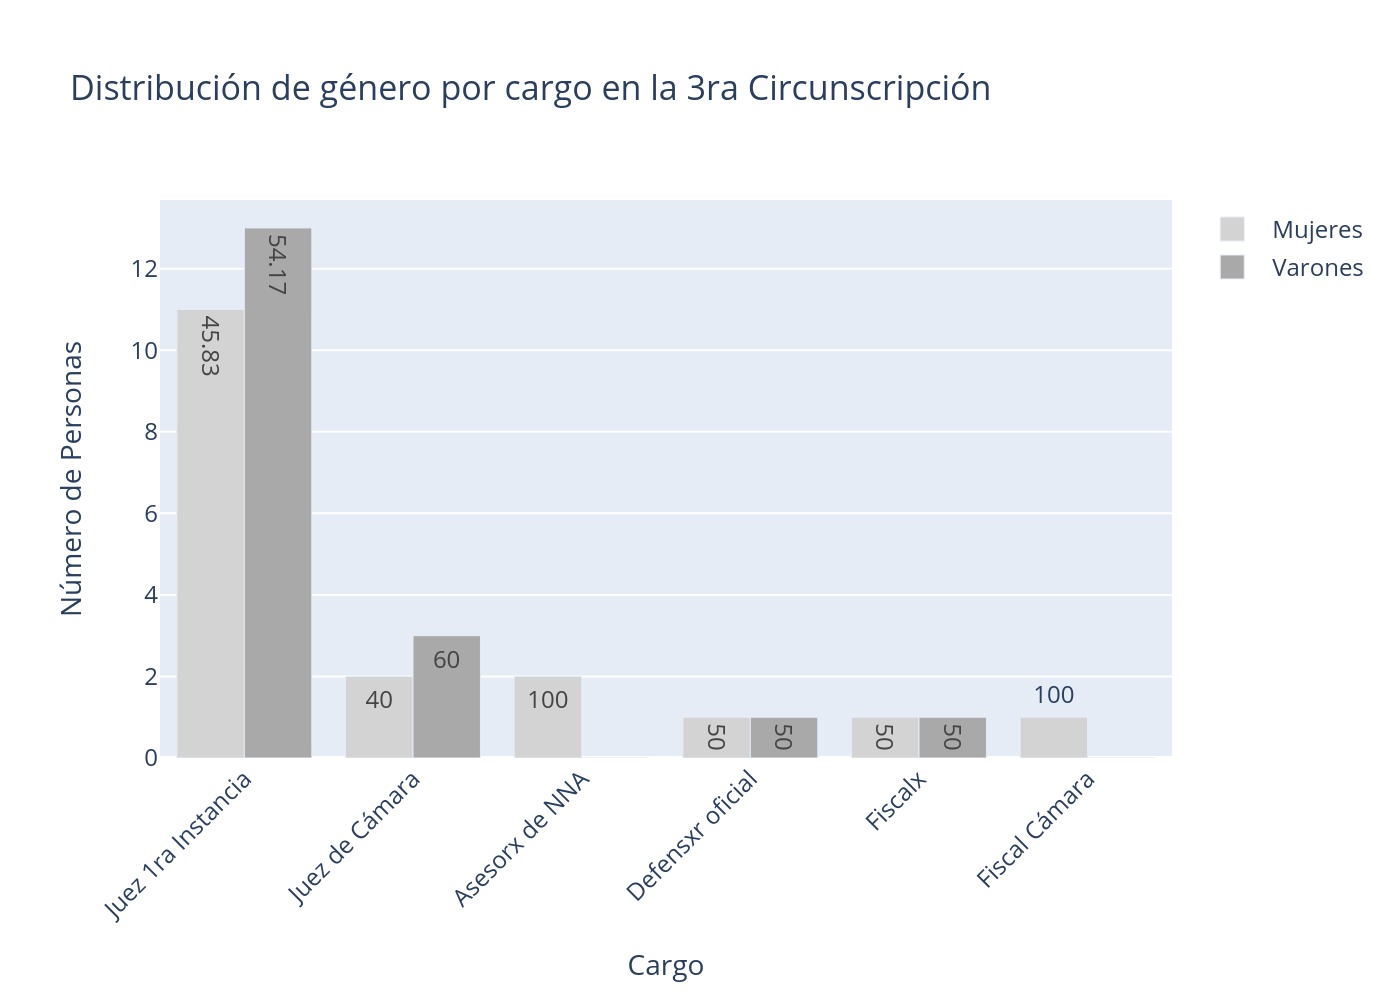 Distribución de género por cargo en la 3ra Circunscripción
Mujeres
Varones
Número de Personas
12
10
8
6
4
2
0
45.83
54.17
40
60
100
50
50
50
50
100
Juez 1ra Instancia
Juez de Cámara
Asesorx de NNA
Defensxr oficial
Fiscalx
Fiscal Cámara
Cargo